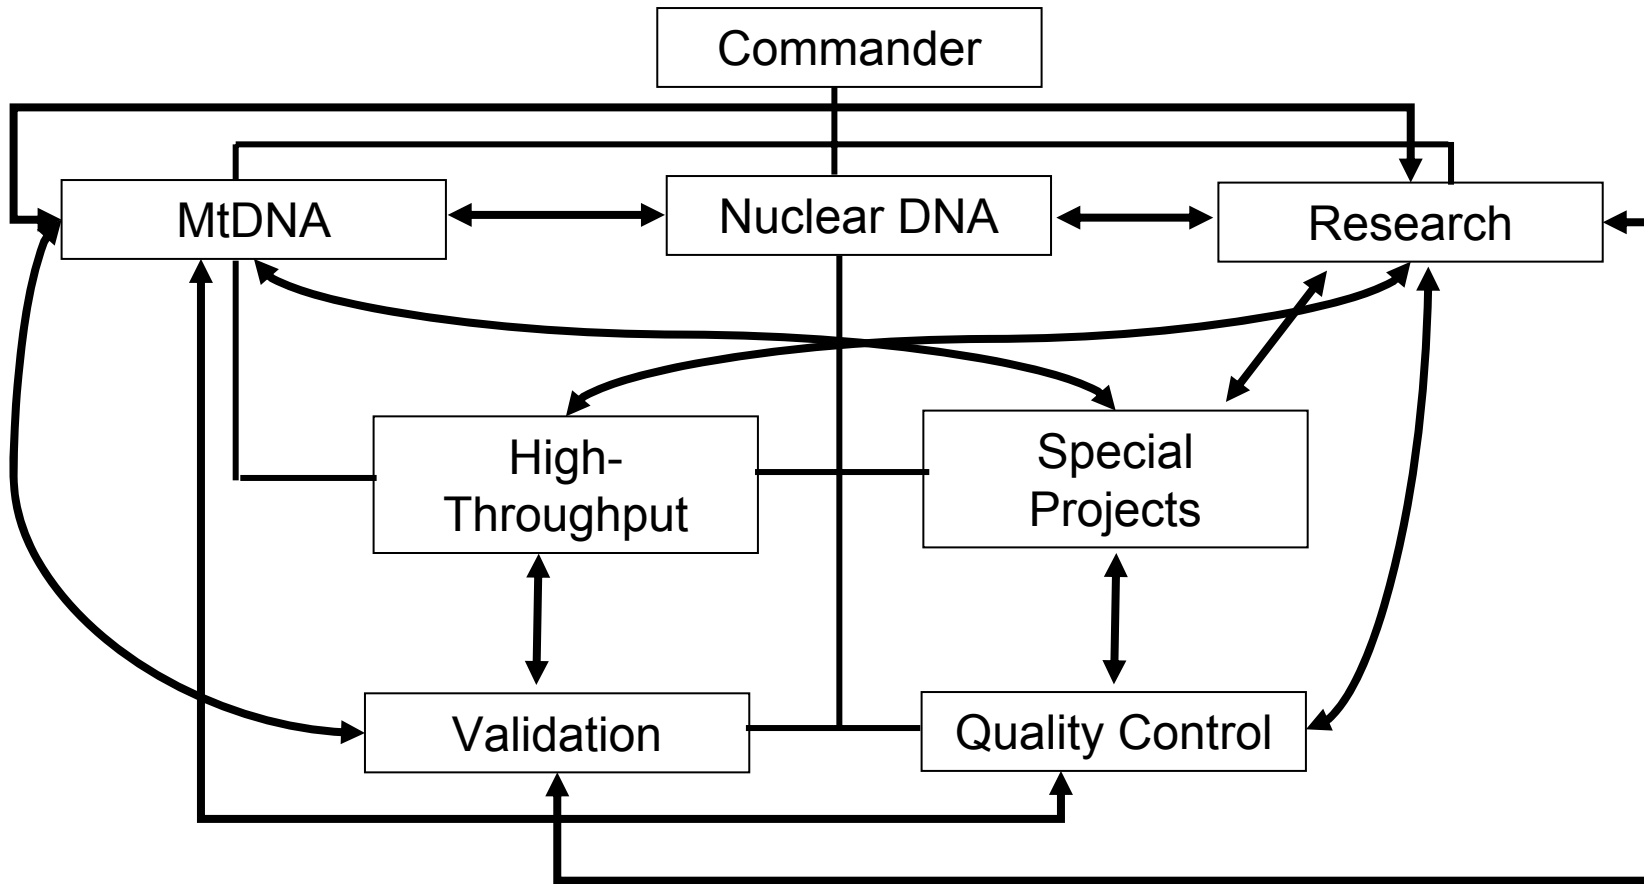 Commander
MtDNA
Nuclear DNA
Research
High-
Throughput
Special
Projects
Validation
Quality Control